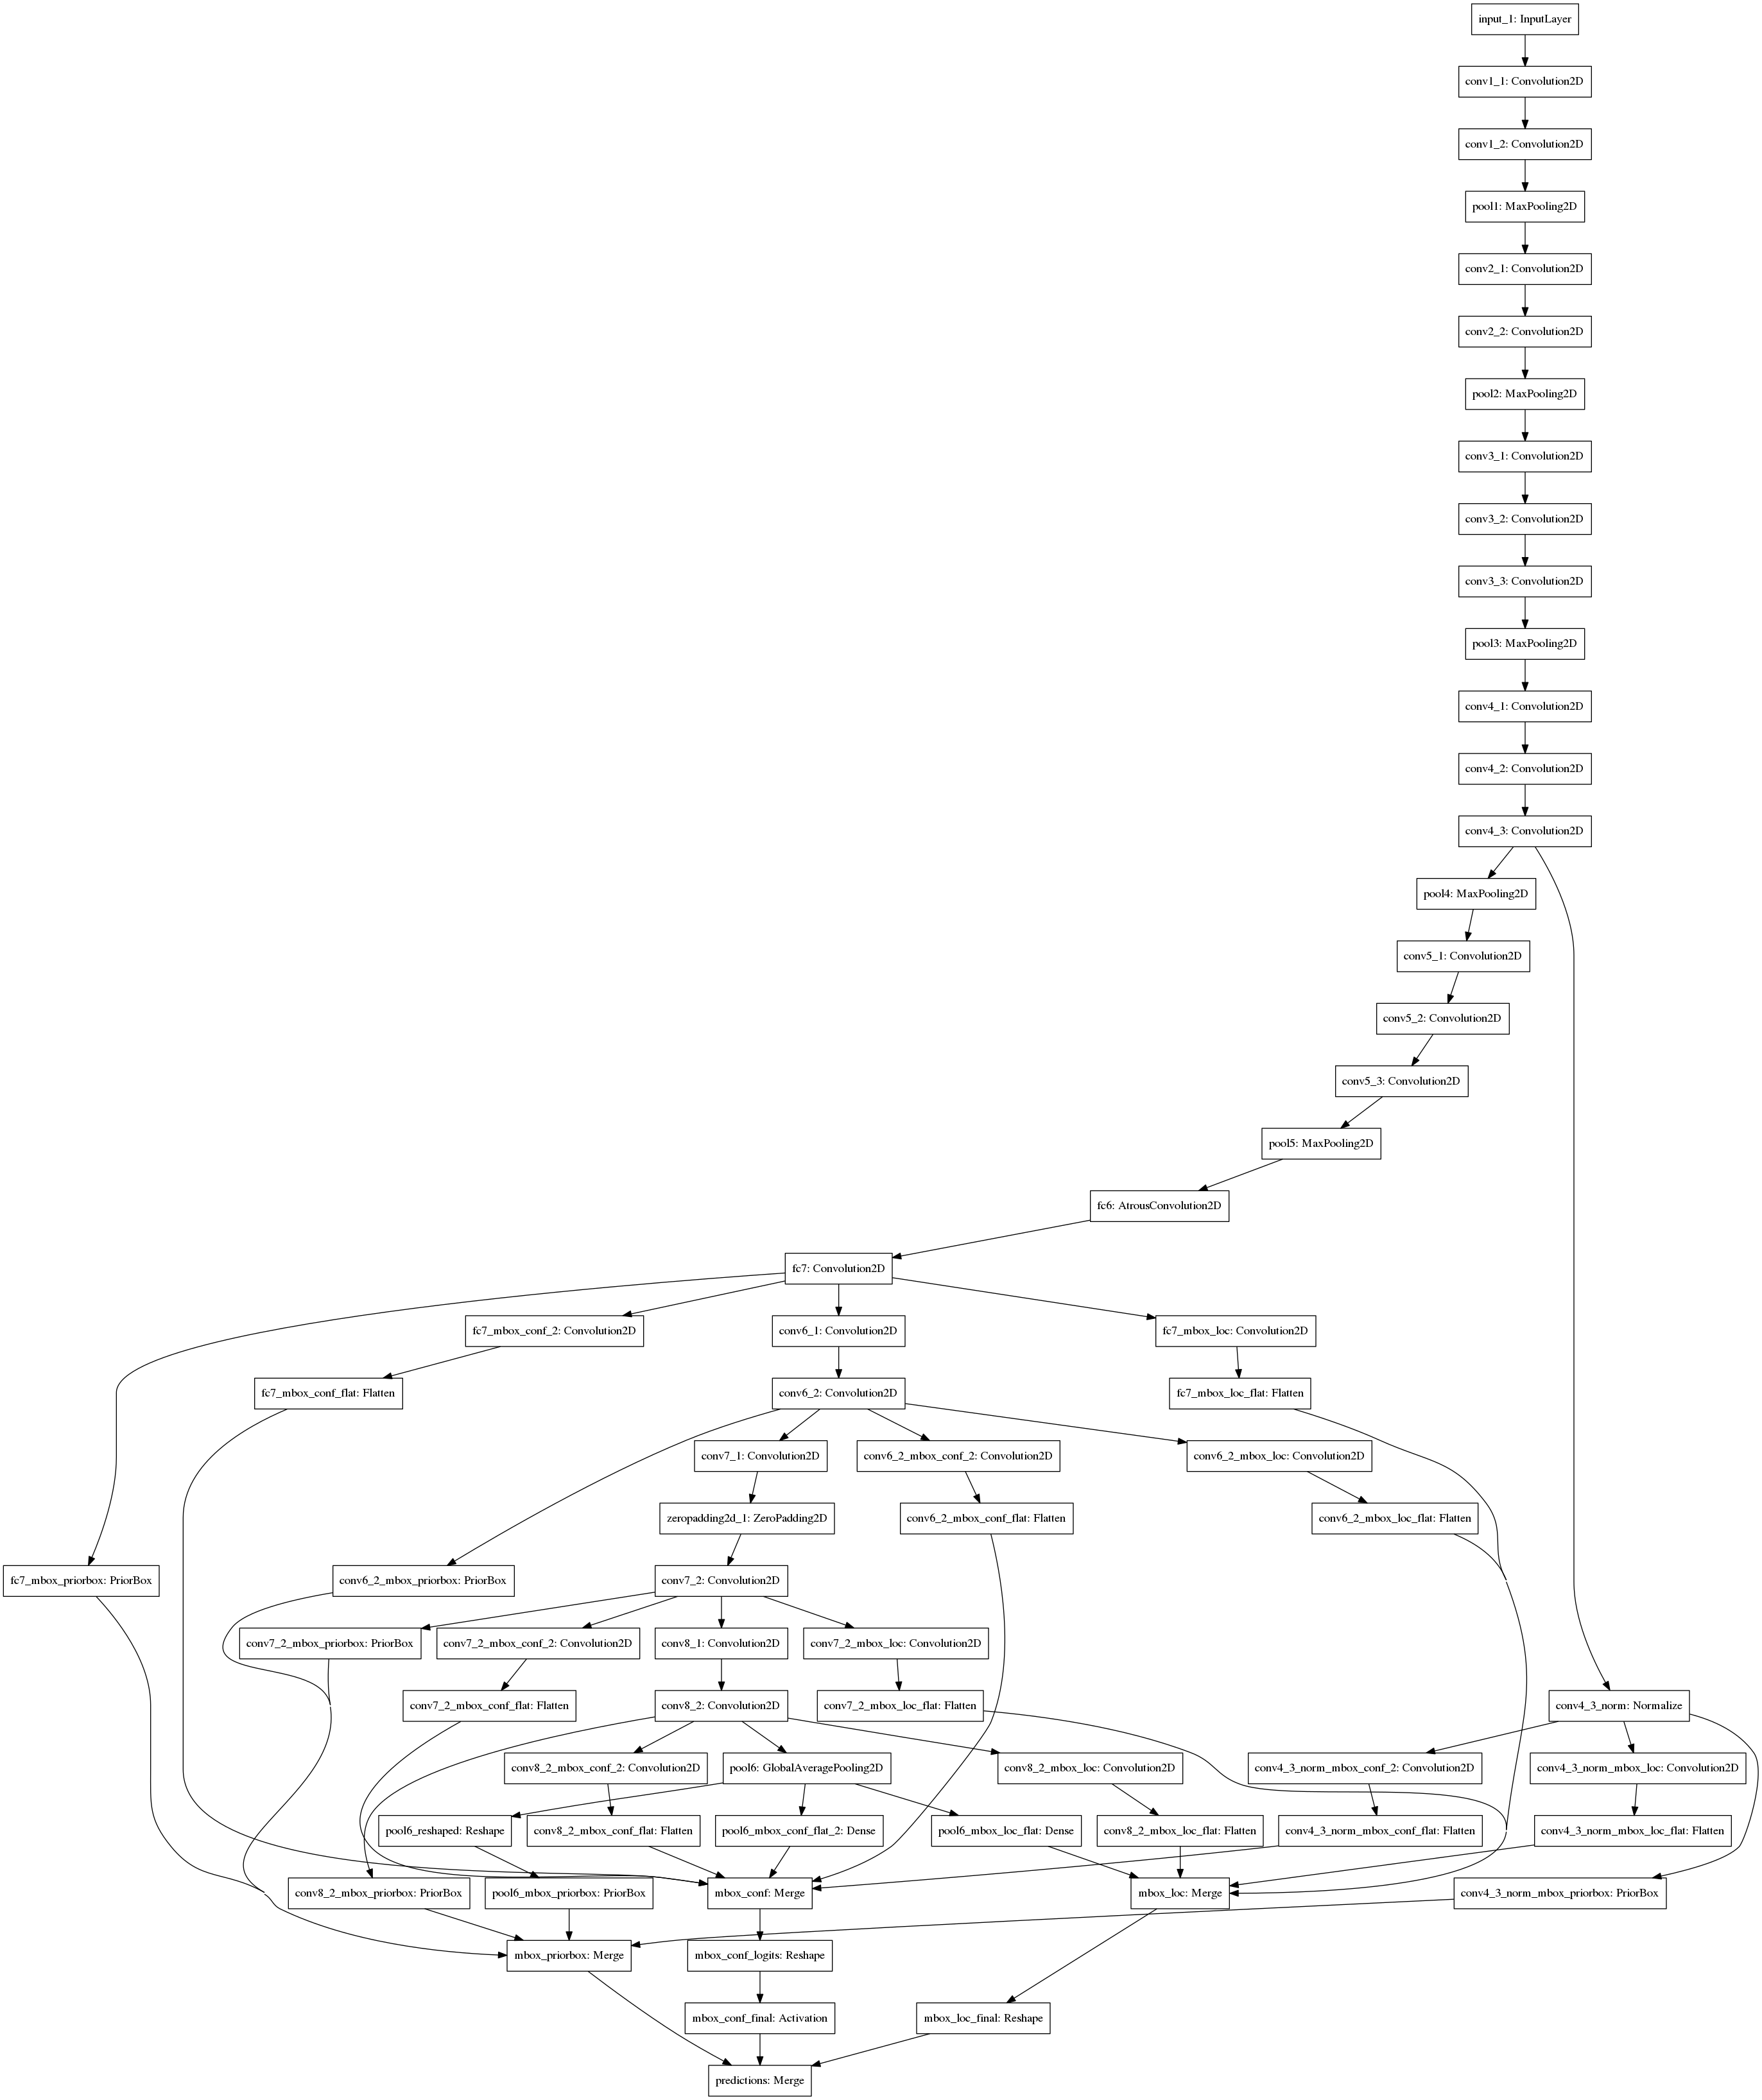 input_1: InputLayer
conv1_1: Convolution2D
conv1_2: Convolution2D
pool1: MaxPooling2D
conv2_1: Convolution2D
conv2_2: Convolution2D
pool2: MaxPooling2D
conv3_1: Convolution2D
conv3_2: Convolution2D
conv3_3: Convolution2D
pool3: MaxPooling2D
conv4_1: Convolution2D
conv4_2: Convolution2D
conv4_3: Convolution2D
pool4: MaxPooling2D
conv5_1: Convolution2D
conv5_2: Convolution2D
conv5_3: Convolution2D
pool5: MaxPooling2D
fc6: AtrousConvolution2D
fc7: Convolution2D
fc7_mbox_conf_2: Convolution2D
conv6_1: Convolution2D
fc7_mbox_loc: Convolution2D
fc7_mbox_conf_flat: Flatten
conv6_2: Convolution2D
fc7_mbox_loc_flat: Flatten
conv7_1: Convolution2D
conv6_2_mbox_conf_2: Convolution2D
conv6_2_mbox_loc: Convolution2D
zeropadding2d_1: ZeroPadding2D
conv6_2_mbox_conf_flat: Flatten
conv6_2_mbox_loc_flat: Flatten
fc7_mbox_priorbox: PriorBox
conv6_2_mbox_priorbox: PriorBox
conv7_2: Convolution2D
conv7_2_mbox_priorbox: PriorBox
conv7_2_mbox_conf_2: Convolution2D
conv8_1: Convolution2D
conv7_2_mbox_loc: Convolution2D
conv7_2_mbox_conf_flat: Flatten
conv8_2: Convolution2D
conv7_2_mbox_loc_flat: Flatten
conv4_3_norm: Normalize
conv8_2_mbox_conf_2: Convolution2D
pool6: GlobalAveragePooling2D
conv8_2_mbox_loc: Convolution2D
conv4_3_norm_mbox_conf_2: Convolution2D
conv4_3_norm_mbox_loc: Convolution2D
pool6_reshaped: Reshape
conv8_2_mbox_conf_flat: Flatten
pool6_mbox_conf_flat_2: Dense
pool6_mbox_loc_flat: Dense
conv8_2_mbox_loc_flat: Flatten
conv4_3_norm_mbox_conf_flat: Flatten
conv4_3_norm_mbox_loc_flat: Flatten
conv8_2_mbox_priorbox: PriorBox
pool6_mbox_priorbox: PriorBox
mbox_conf: Merge
mbox_loc: Merge
conv4_3_norm_mbox_priorbox: PriorBox
mbox_priorbox: Merge
mbox_conf_logits: Reshape
mbox_conf_final: Activation
mbox_loc_final: Reshape
predictions: Merge